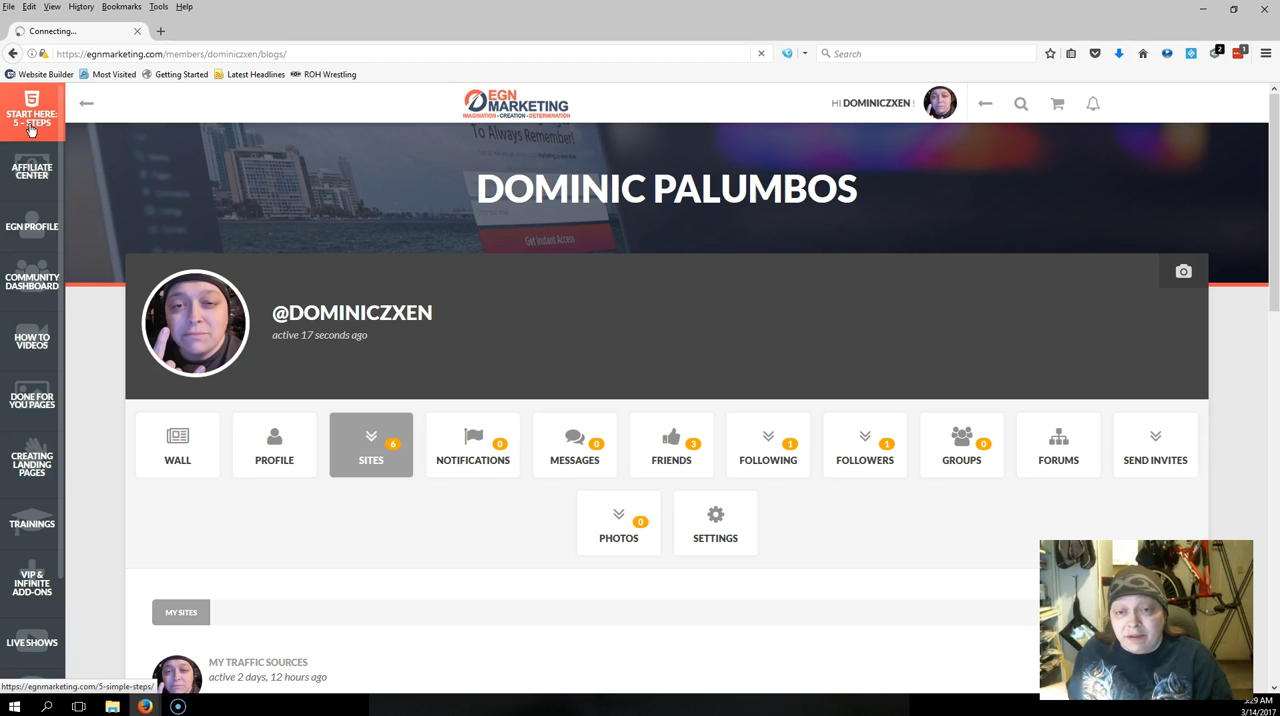 File Edit View History Bookmarks Tools Help
Connecting...
https://egnmarketing.com/members/dominiczxen/blogs/
Search
2
1
Website Builder Most Visited Getting Started Latest Headlines ROH Wrestling
START HERE:
5 - STEPS
AFFILIATE
CENTER
EGN PROFILE
COMMUNITY
DASHBOARD
HOW TO
VIDEOS
DONE FOR
YOU PAGES
CREATING
LANDING
PAGES
TRAININGS
VIP &
INFINITE
ADD-ONS
LIVE SHOWS
EGN
MARKETING
IMAGINATION - CREATION - DETERMINATION
HI DOMINICZXEN !
To Always Remember!
Get Instant Access
DOMINIC PALUMBOS
@DOMINICZXEN
active 17 seconds ago
WALL
PROFILE
6
SITES
0
NOTIFICATIONS
0
MESSAGES
3
FRIENDS
1
FOLLOWING
1
FOLLOWERS
0
GROUPS
FORUMS
SEND INVITES
0
PHOTOS
SETTINGS
MY SITES
MY TRAFFIC SOURCES
active 2 days, 12 hours ago
https://egnmarketing.com/5-simple-steps/
:29 AM
3/14/2017